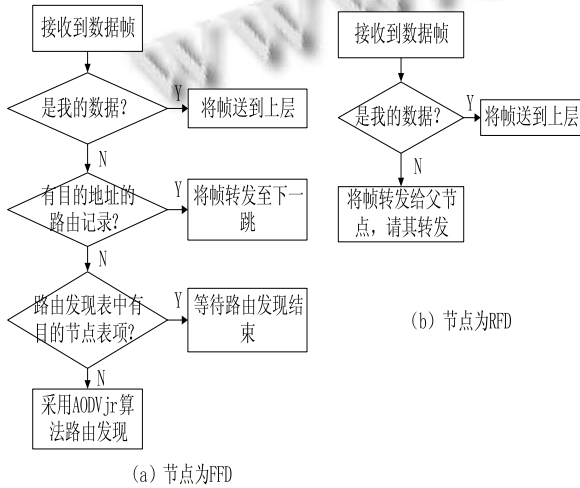 接收到数据帧
是我的数据?
Y
将帧送到上层
N
有目的地址的
路由记录?
Y
将帧转发至下一
跳
N
路由发现表中有
目的节点表项?
Y
等待路由发现结
束
N
采用AODVjr算
法路由发现
(a) 节点为FFD
接收到数据帧
是我的数据?
Y
将帧送到上层
N
将帧转发给父节
点, 请其转发
(b) 节点为RFD